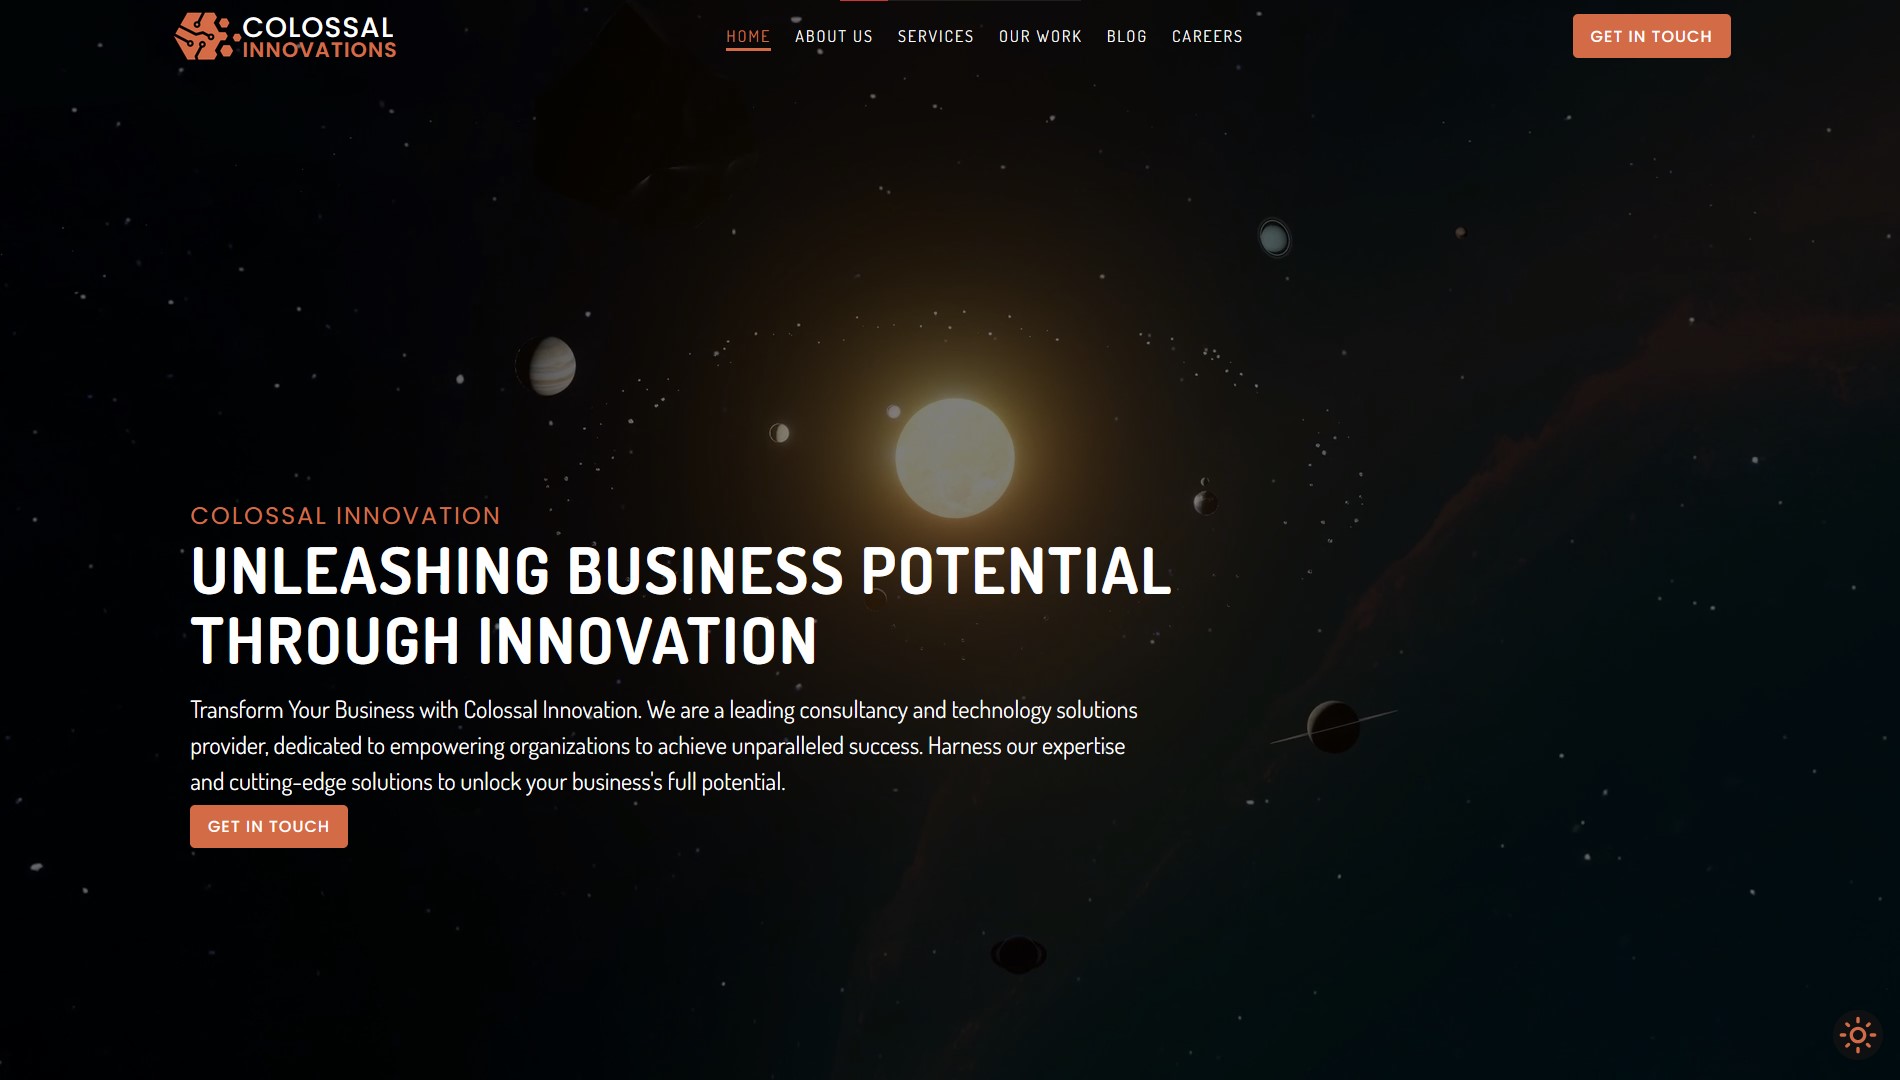 COLOSSAL
INNOVATIONS
HOME ABOUT US SERVICES OUR WORK BLOG CAREERS
GET IN TOUCH
COLOSSAL INNOVATION
UNLEASHING BUSINESS POTENTIAL
THROUGH INNOVATION
Transform Your Business with Colossal Innovation. We are a leading consultancy and technology solutions
provider, dedicated to empowering organizations to achieve unparalleled success. Harness our expertise
and cutting-edge solutions to unlock your business's full potential.
GET IN TOUCH